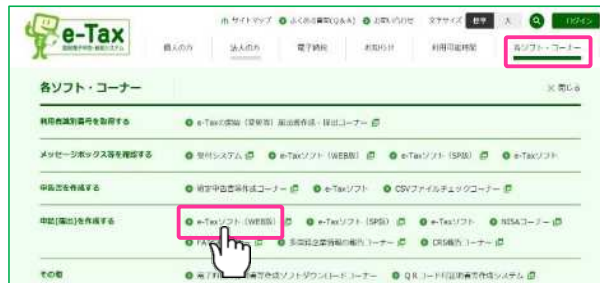 e-Tax
国税電子申告・納税システム
サイトマップ よくある質問(Q&A) お問い合わせ 文字サイズ 標準 大 ログイン
個人の方 法人の方 電子納税 お知らせ 利用可能時間 各ソフト・コーナー
各ソフト・コーナー 閉じる
利用者識別番号を取得する e-Taxの開始(変更等)届出書作成・提出コーナー
メッセージボックス等を確認する 受付システム e-Taxソフト(WEB版) e-Taxソフト(SP版) e-Taxソフト
申告書を作成する 確定申告書等作成コーナー e-Taxソフト CSVファイルチェックコーナー
申請(届出)を作成する e-Taxソフト(WEB版) e-Taxソフト(SP版) e-Taxソフト NISAコーナー
FA コーナー 多国籍企業情報の報告コーナー CRS報告コーナー
その他 QRコード付証明書等作成システム